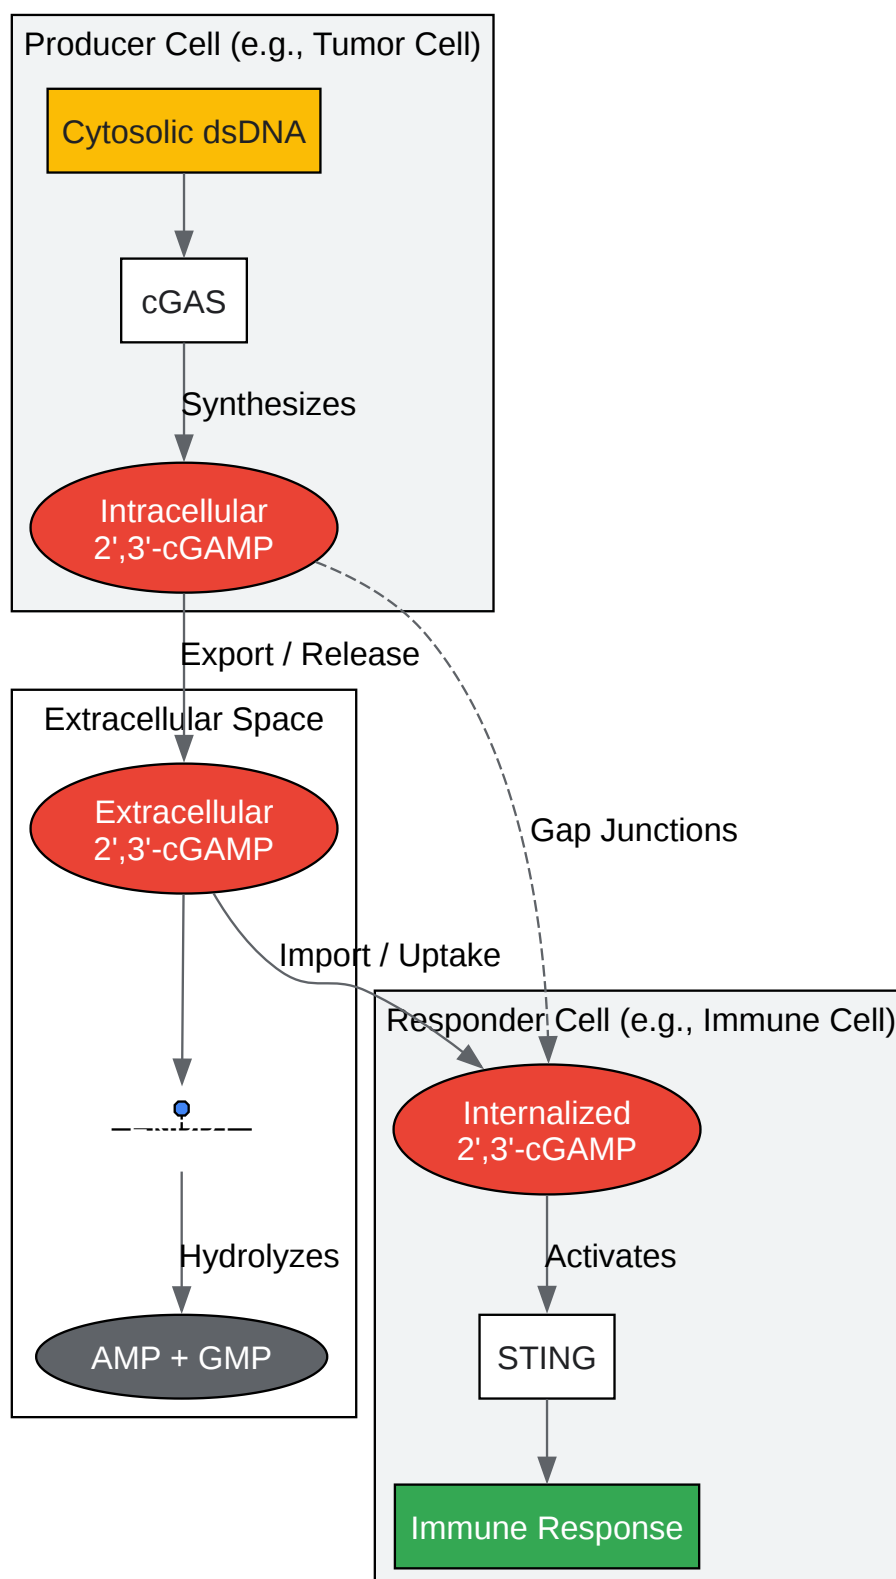 Producer Cell (e.g., Tumor Cell)
Cytosolic dsDNA
cGAS
Synthesizes
Intracellular
2',3'-cGAMP
Export / Release
Extracellular Space
Extracellular
2',3'-cGAMP
Gap Junctions
Import / Uptake
Responder Cell (e.g., Immune Cell)
Internalized
2',3'-cGAMP
Hydrolyzes
Activates
AMP + GMP
STING
Immune Response